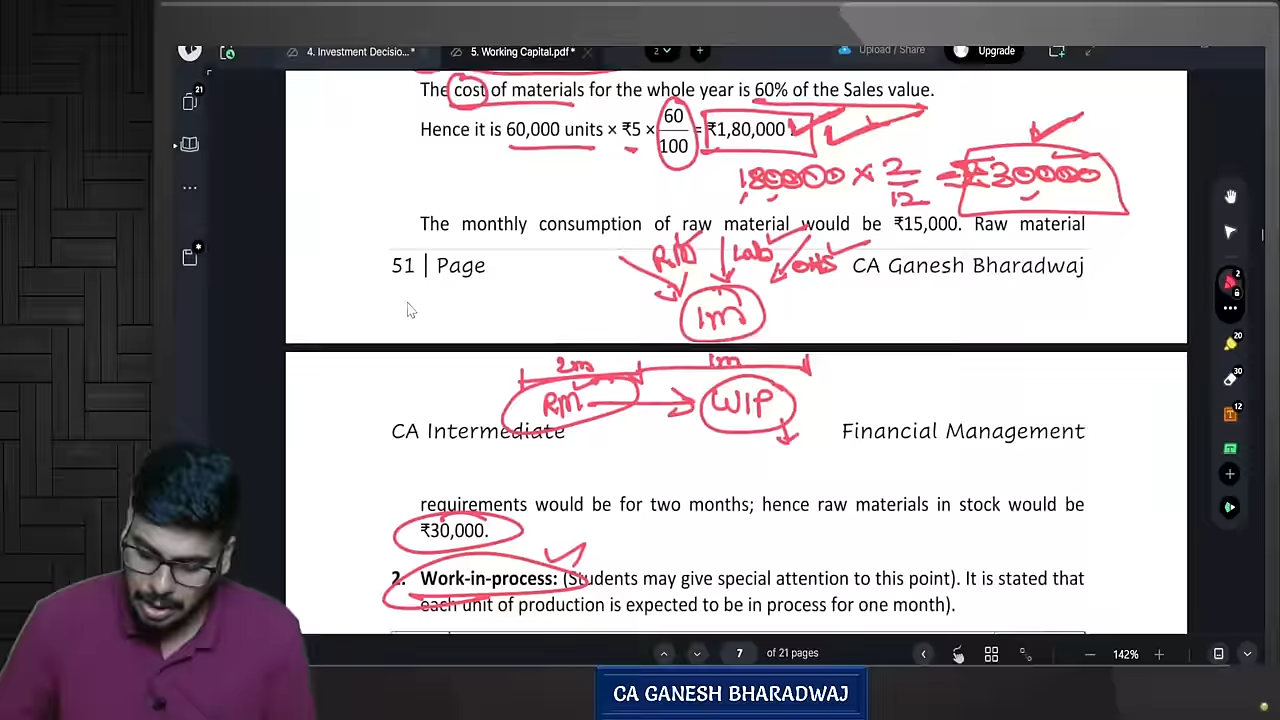 4. Investment Decisio...*
5. Working Capital.pdf*
2
Upload / Share
Upgrade
21
The cost of materials for the whole year is 60% of the Sales value.
Hence it is 60,000 units × ₹5 × 60/100 = ₹1,80,000
180000 × 2/12 = ₹30000
The monthly consumption of raw material would be ₹15,000. Raw material
RM Lab OHS
51 | Page
CA Ganesh Bharadwaj
1m
2m 1m
RM WIP
CA Intermediate
Financial Management
requirements would be for two months; hence raw materials in stock would be
₹30,000.
2. Work-in-process: (Students may give special attention to this point). It is stated that
each unit of production is expected to be in process for one month).
2
20
30
12
7 of 21 pages
142%
CA GANESH BHARADWAJ